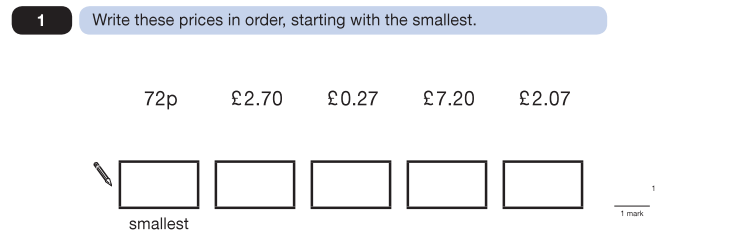 1 Write these prices in order, starting with the smallest.
72p £2.70 £0.27 £7.20 £2.07
smallest
1
1 mark